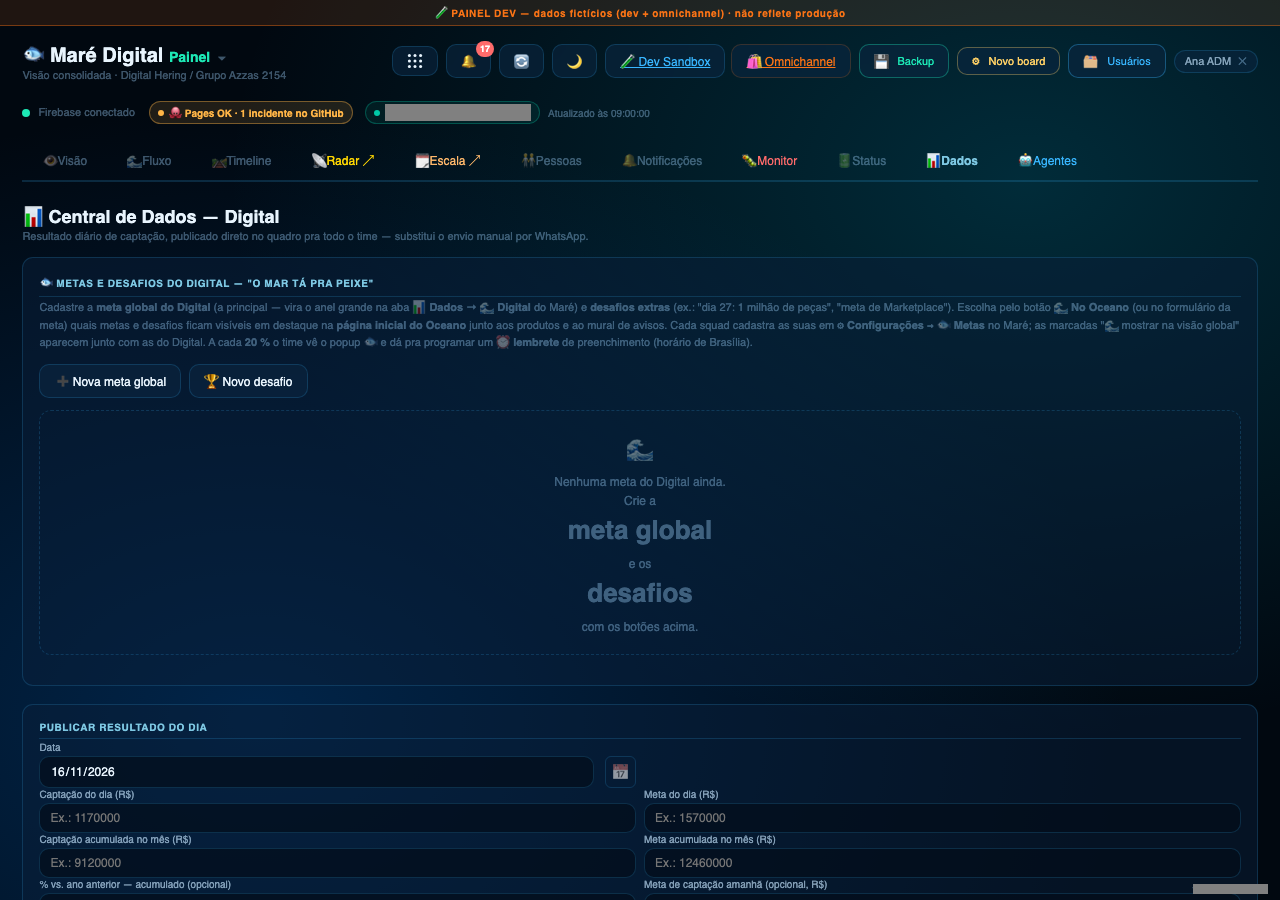 PAINEL DEV — dados fictícios (dev + omnichannel) · não reflete produção
Maré Digital Painel
Visão consolidada · Digital Hering / Grupo Azzas 2154
17
Dev Sandbox
Omnichannel
Backup
Novo board
Usuários
Ana ADM
Firebase conectado
Pages OK · 1 incidente no GitHub
Atualizado às 09:00:00
Visão
Fluxo
Timeline
Radar
Escala
Pessoas
Notificações
Monitor
Status
Dados
Agentes
Central de Dados — Digital
Resultado diário de captação, publicado direto no quadro pra todo o time — substitui o envio manual por WhatsApp.
METAS E DESAFIOS DO DIGITAL — "O MAR TÁ PRA PEIXE"
Cadastre a meta global do Digital (a principal — vira o anel grande na aba 📊 Dados → 🌊 Digital do Maré) e desafios extras (ex.: "dia 27: 1 milhão de peças", "meta de Marketplace"). Escolha pelo botão 🌊 No Oceano (ou no formulário da
meta) quais metas e desafios ficam visíveis em destaque na página inicial do Oceano junto aos produtos e ao mural de avisos. Cada squad cadastra as suas em ⚙ Configurações → 🐟 Metas no Maré; as marcadas "🌊 mostrar na visão global"
aparecem junto com as do Digital. A cada 20 % o time vê o popup 🐟 e dá pra programar um ⏰ lembrete de preenchimento (horário de Brasília).
➕ Nova meta global
🏆 Novo desafio
Nenhuma meta do Digital ainda.
Crie a
meta global
e os
desafios
com os botões acima.
PUBLICAR RESULTADO DO DIA
Data
16/11/2026
Captação do dia (R$)
Meta do dia (R$)
Ex.: 1170000
Ex.: 1570000
Captação acumulada no mês (R$)
Meta acumulada no mês (R$)
Ex.: 9120000
Ex.: 12460000
% vs. ano anterior — acumulado (opcional)
Meta de captação amanhã (opcional, R$)